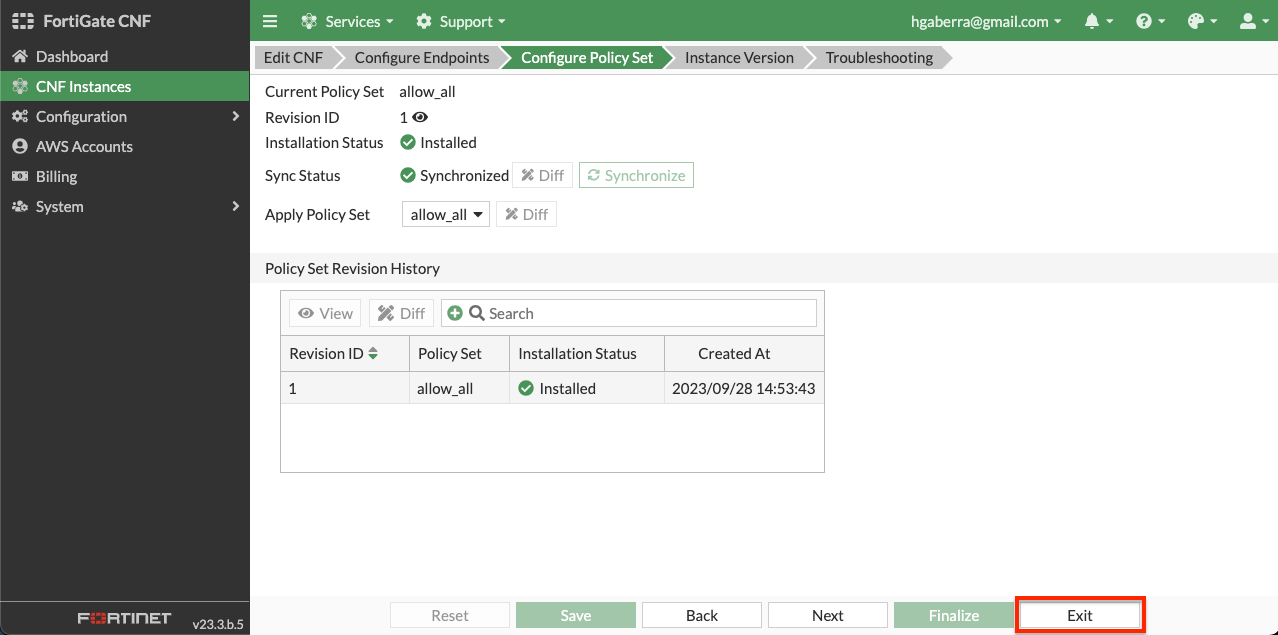 FortiGate CNF
Services
Support
hgaberra@gmail.com
Dashboard
CNF Instances
Configuration
AWS Accounts
Billing
System
Edit CNF
Configure Endpoints
Configure Policy Set
Instance Version
Troubleshooting
Current Policy Set allow_all
Revision ID 1
Installation Status Installed
Sync Status Synchronized Diff Synchronize
Apply Policy Set allow_all Diff
Policy Set Revision History
View Diff Search
Revision ID Policy Set Installation Status Created At
1 allow_all Installed 2023/09/28 14:53:43
Reset Save Back Next Finalize Exit
FORTINET v23.3.b.5